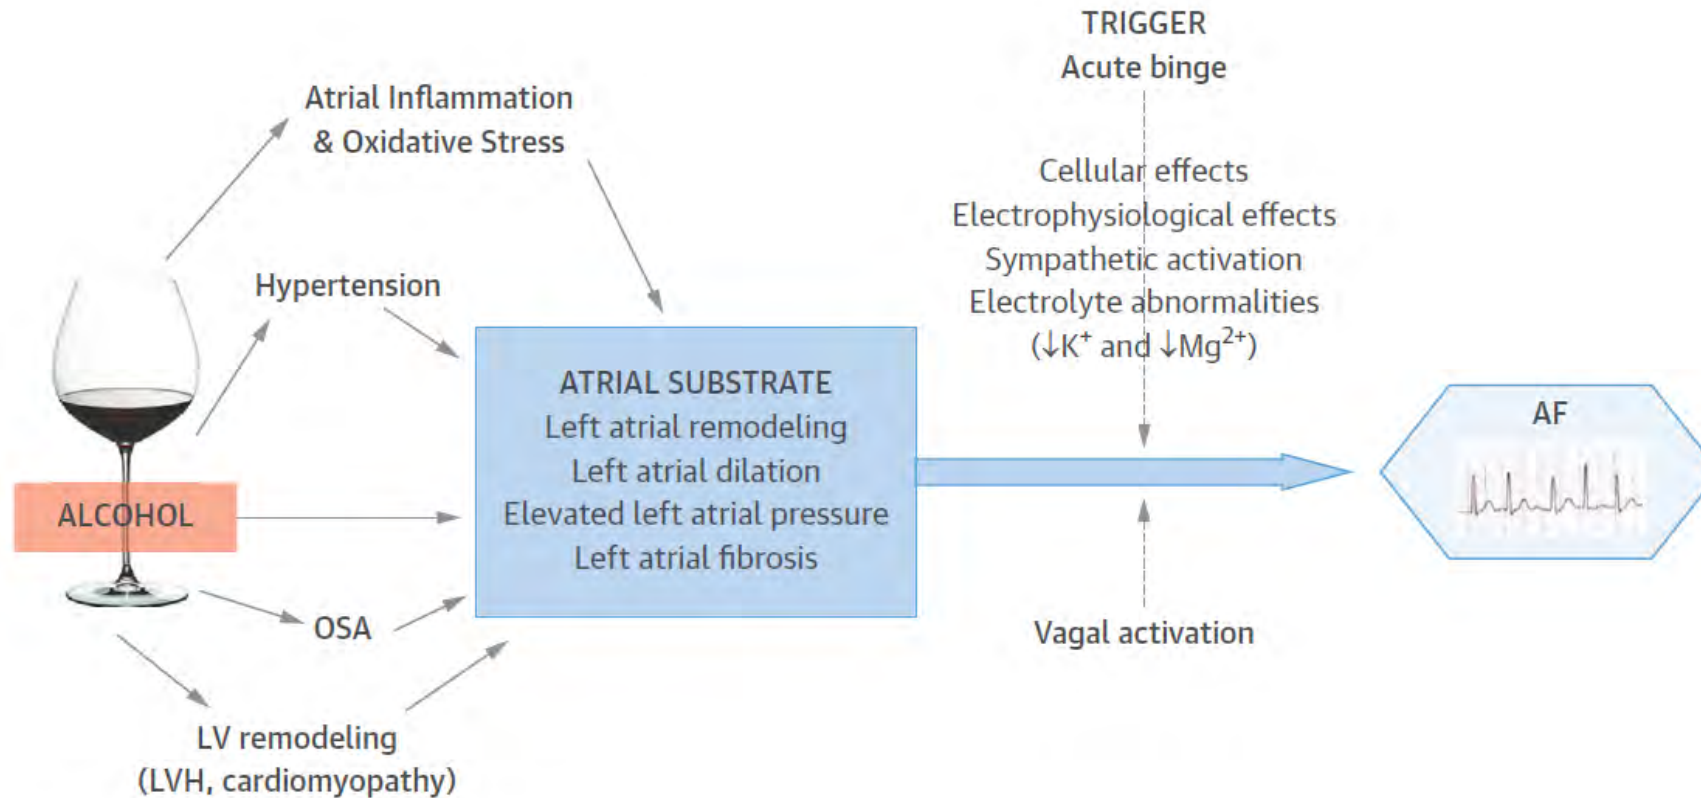 TRIGGER
Acute binge
Atrial Inflammation
& Oxidative Stress
Cellular effects
Electrophysiological effects
Sympathetic activation
Electrolyte abnormalities
(↓K⁺ and ↓Mg²⁺)
Hypertension
ATRIAL SUBSTRATE
Left atrial remodeling
Left atrial dilation
Elevated left atrial pressure
Left atrial fibrosis
AF
ALCOHOL
OSA
Vagal activation
LV remodeling
(LVH, cardiomyopathy)